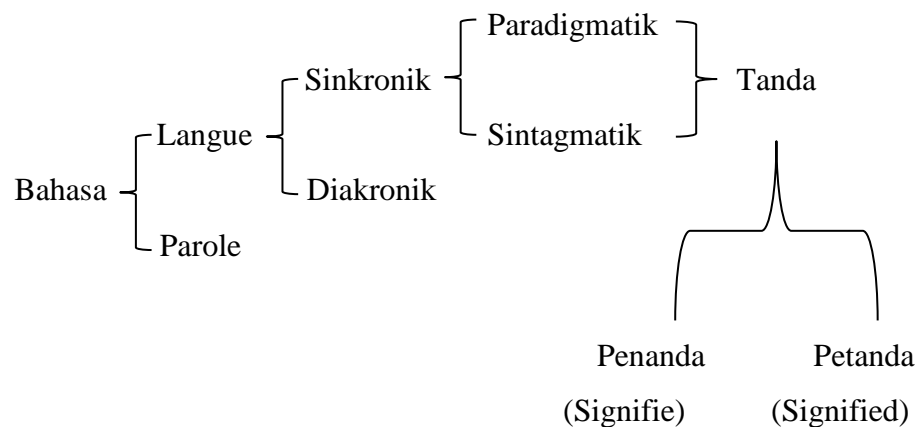 Paradigmatik
Sinkronik
Tanda
Langue
Sintagmatik
Bahasa
Diakronik
Parole
Penanda
Petanda
(Signifie)
(Signified)